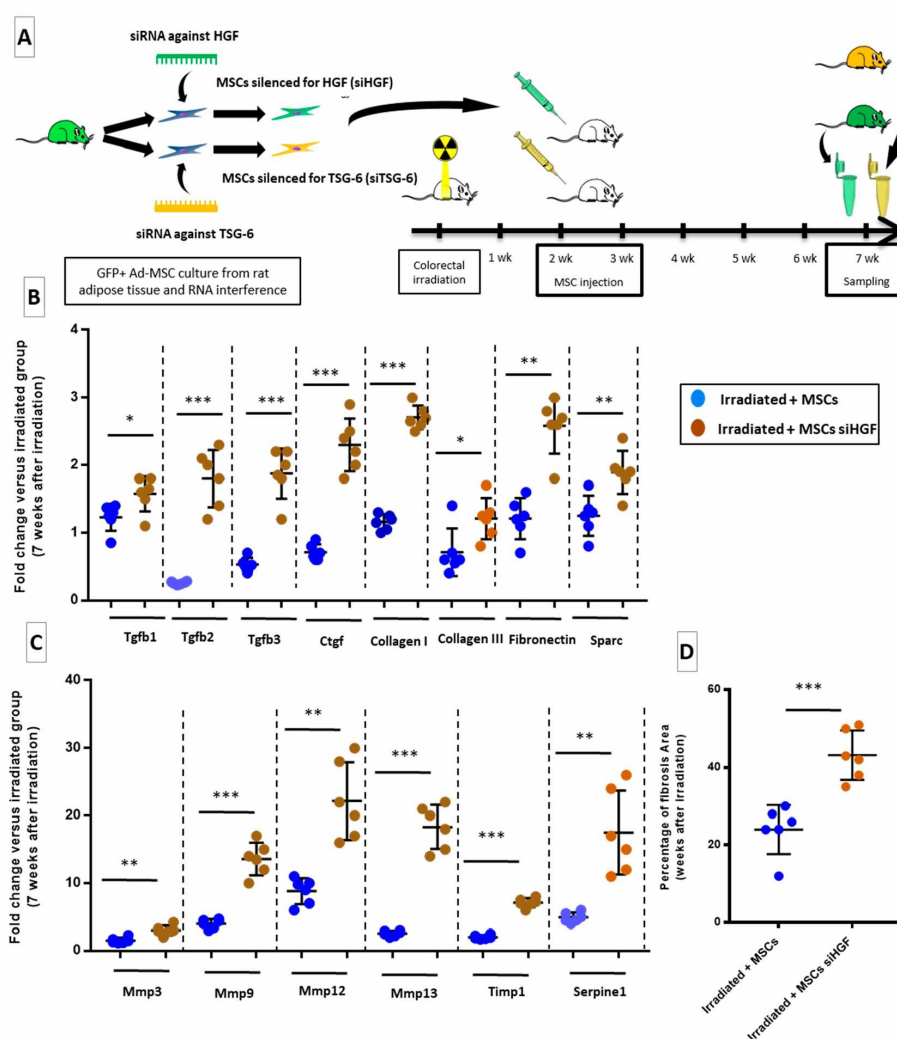 A
siRNA against HGF
MSCs silenced for HGF (siHGF)
MSCs silenced for TSG-6 (siTSG-6)
siRNA against TSG-6
GFP+ Ad-MSC culture from rat
adipose tissue and RNA interference
Colorectal
irradiation
1 wk
2 wk
3 wk
4 wk
5 wk
6 wk
7 wk
MSC injection
Sampling
B
Fold change versus irradiated group
(7 weeks after irradiation)
4
3
2
1
0
*
***
***
***
***
*
**
**
Tgfb1
Tgfb2
Tgfb3
Ctgf
Collagen I
Collagen III
Fibronectin
Sparc
Irradiated + MSCs
Irradiated + MSCs siHGF
C
Fold change versus irradiated group
(7 weeks after irradiation)
40
30
20
10
0
**
***
**
***
***
**
Mmp3
Mmp9
Mmp12
Mmp13
Timp1
Serpine1
D
Percentage of fibrosis Area
(weeks after irradiation)
60
40
20
0
***
Irradiated + MSCs
Irradiated + MSCs siHGF